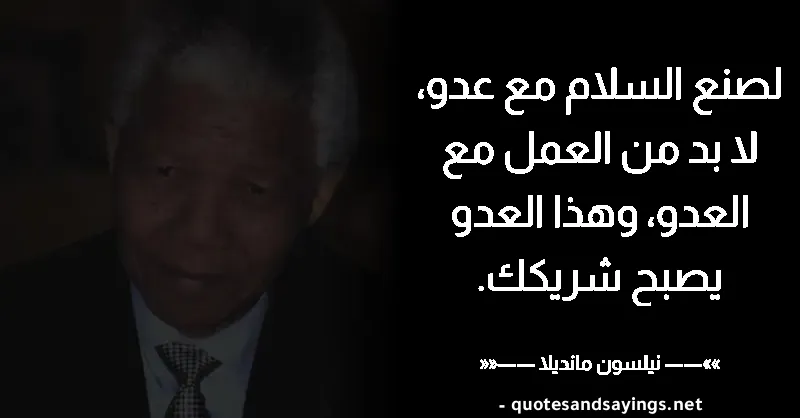 لصنع السلام مع عدو،
لا بد من العمل مع
العدو، وهذا العدو
يصبح شريكك.
»»—— نيلسون مانديلا ——««
- quotesandsayings.net